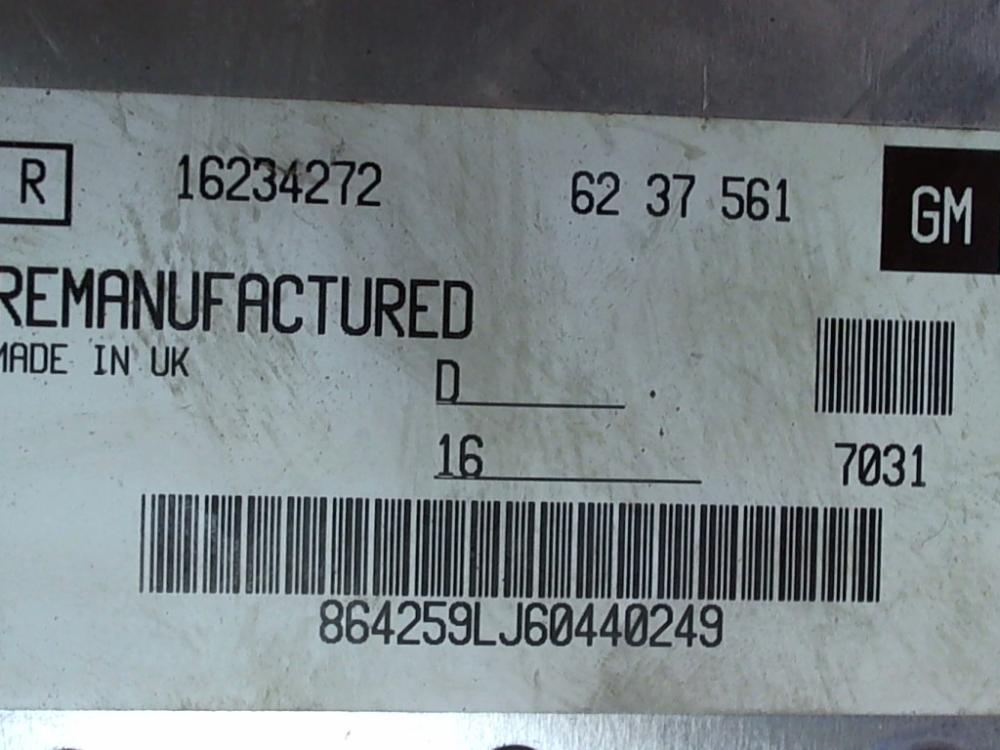 R 16234272 62 37 561 GM
REMANUFACTURED
MADE IN UK
D
16 7031
864259LJ60440249